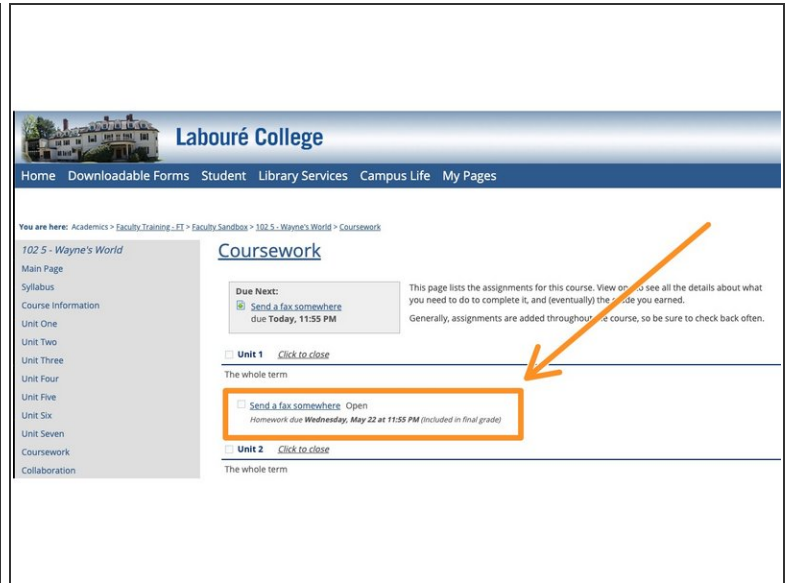 Labouré College
Home Downloadable Forms Student Library Services Campus Life My Pages
You are here: Academics > Faculty Training - FT > Faculty Sandbox > 102 5 - Wayne's World > Coursework
102 5 - Wayne's World
Main Page
Syllabus
Course Information
Unit One
Unit Two
Unit Three
Unit Four
Unit Five
Unit Six
Unit Seven
Coursework
Collaboration
Coursework
Due Next:
Send a fax somewhere
due Today, 11:55 PM
This page lists the assignments for this course. View to see all the details about what
you need to do to complete it, and (eventually) the you earned.
Generally, assignments are added throughout course, so be sure to check back often.
Unit 1 Click to close
The whole term
Send a fax somewhere Open
Homework due Wednesday, May 22 at 11:55 PM (Included in final grade)
Unit 2 Click to close
The whole term